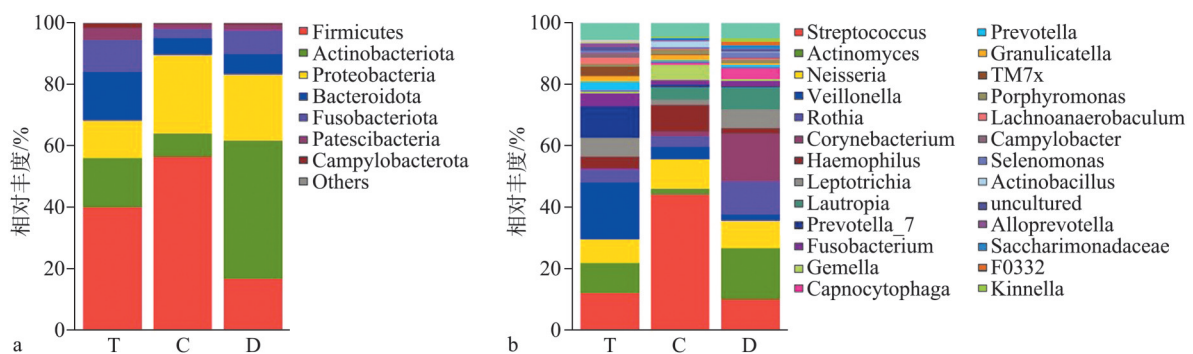 100
80
60
40
20
0
相对丰度/%
T C D
a
Firmicutes
Actinobacteriota
Proteobacteria
Bacteroidota
Fusobacteriota
Patescibacteria
Campylobacterota
Others
100
80
60
40
20
0
相对丰度/%
T C D
b
Streptococcus
Actinomyces
Neisseria
Veillonella
Rothia
Corynebacterium
Haemophilus
Leptotrichia
Lautropia
Prevotella_7
Fusobacterium
Gemella
Capnocytophaga
Prevotella
Granulicatella
TM7x
Porphyromonas
Lachnoanaerobaculum
Campylobacter
Selenomonas
Actinobacillus
uncultured
Alloprevotella
Saccharimonadaceae
F0332
Kinnella